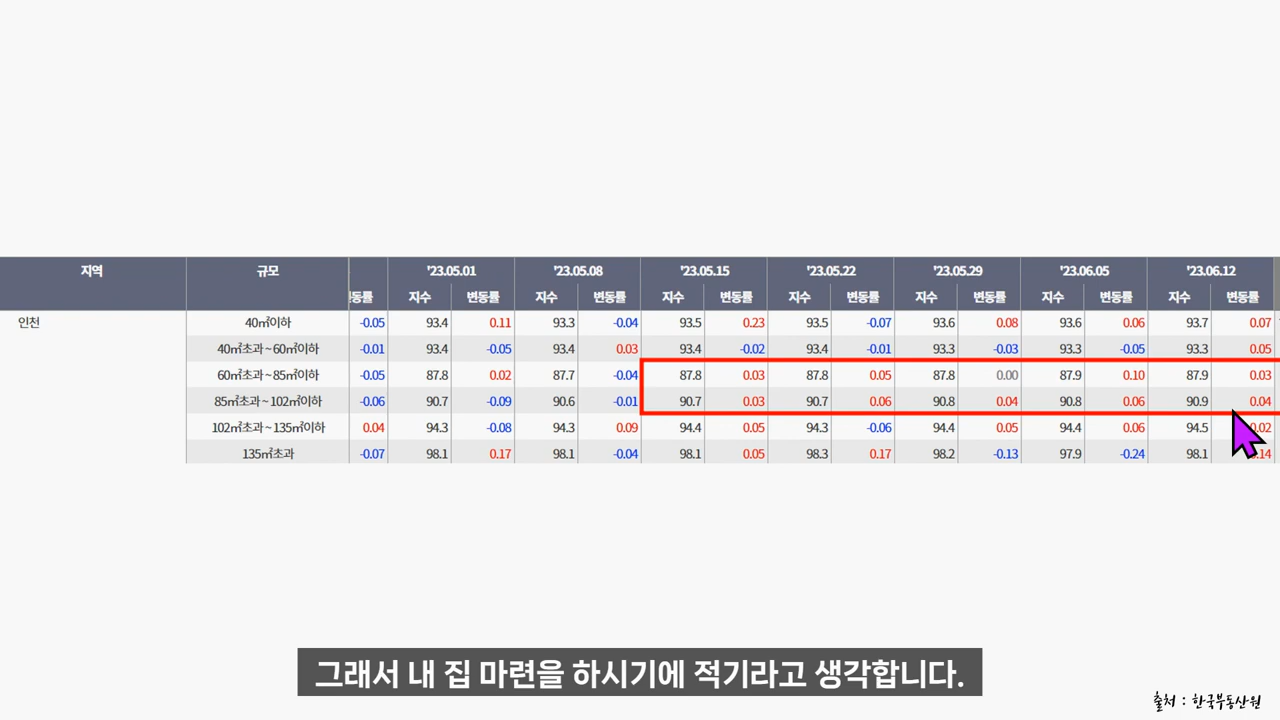 지역 규모 변동률 '23.05.01 '23.05.08 '23.05.15 '23.05.22 '23.05.29 '23.06.05 '23.06.12
지수 변동률 지수 변동률 지수 변동률 지수 변동률 지수 변동률 지수 변동률 지수 변동률
인천 40㎡이하 -0.05 93.4 0.11 93.3 -0.04 93.5 0.23 93.5 -0.07 93.6 0.08 93.6 0.06 93.7 0.07
40㎡초과~60㎡이하 -0.01 93.4 -0.05 93.4 0.03 93.4 -0.02 93.4 -0.01 93.3 -0.03 93.3 -0.05 93.3 0.05
60㎡초과~85㎡이하 -0.05 87.8 0.02 87.7 -0.04 87.8 0.03 87.8 0.05 87.8 0.00 87.9 0.10 87.9 0.03
85㎡초과~102㎡이하 -0.06 90.7 -0.09 90.6 -0.01 90.7 0.03 90.7 0.06 90.8 0.04 90.8 0.06 90.9 0.04
102㎡초과~135㎡이하 0.04 94.3 -0.08 94.3 0.09 94.4 0.05 94.3 -0.06 94.4 0.05 94.4 0.06 94.5
135㎡초과 -0.07 98.1 0.17 98.1 -0.04 98.1 0.05 98.3 0.17 98.2 -0.13 97.9 -0.24 98.1
그래서 내 집 마련을 하시기에 적기라고 생각합니다.
출처 : 한국부동산원